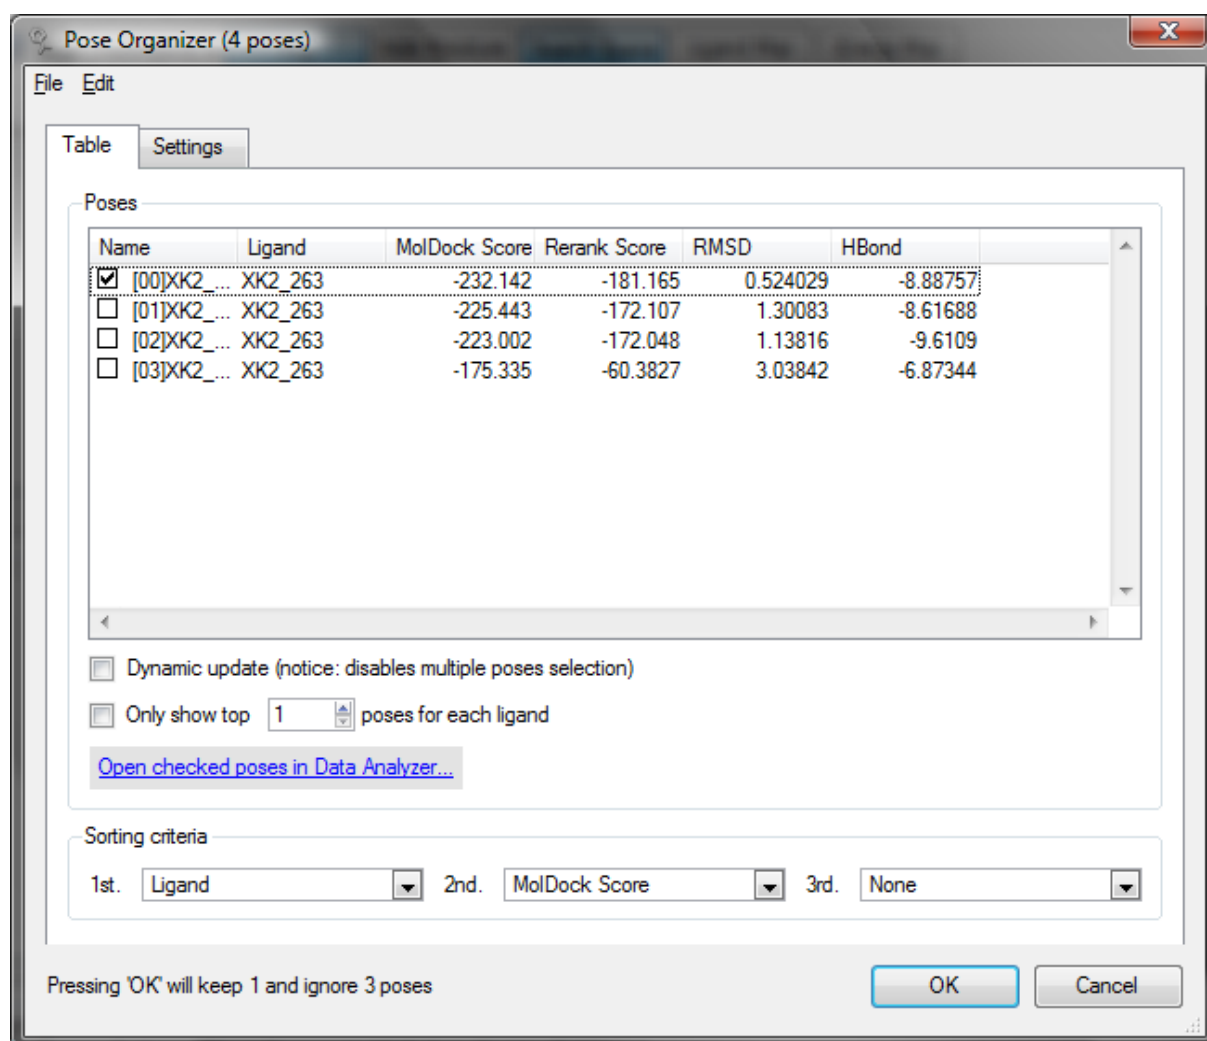 Pose Organizer (4 poses)
File Edit
Table Settings
Poses
Name Ligand MolDock Score Rerank Score RMSD HBond
[00]XK2_... XK2_263 -232.142 -181.165 0.524029 -8.88757
[01]XK2_... XK2_263 -225.443 -172.107 1.30083 -8.61688
[02]XK2_... XK2_263 -223.002 -172.048 1.13816 -9.6109
[03]XK2_... XK2_263 -175.335 -60.3827 3.03842 -6.87344
Dynamic update (notice: disables multiple poses selection)
Only show top 1 poses for each ligand
Open checked poses in Data Analyzer...
Sorting criteria
1st. Ligand 2nd. MolDock Score 3rd. None
Pressing 'OK' will keep 1 and ignore 3 poses OK Cancel